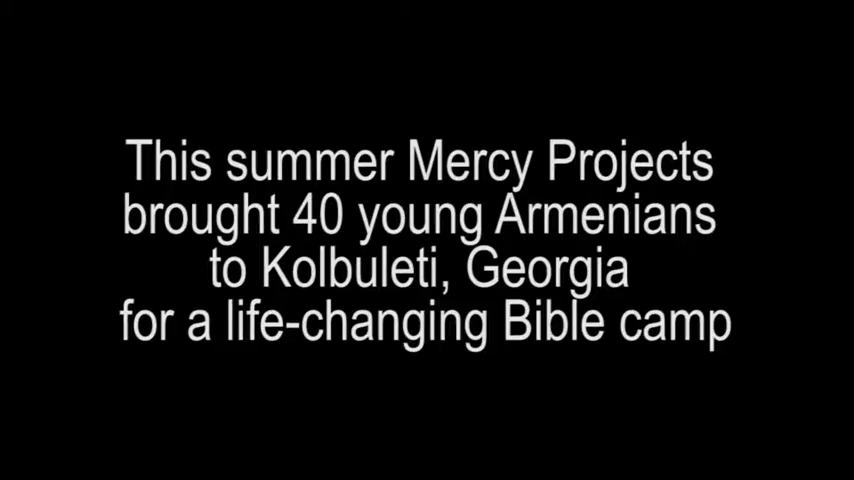 This summer Mercy Projects
brought 40 young Armenians
to Kolbuleti, Georgia
for a life-changing Bible camp